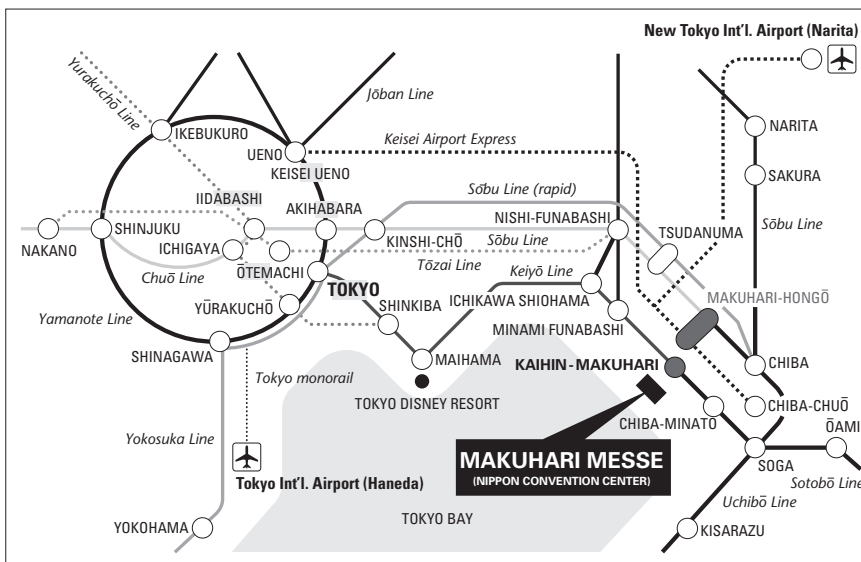 New Tokyo Int'l. Airport (Narita)
Yurakuchō Line
Jōban Line
IKEBUKURO
UENO
Keisei Airport Express
NARITA
KEISEI UENO
SAKURA
IIDABASHI
Sōbu Line (rapid)
AKIHABARA
NISHI-FUNABASHI
Sōbu Line
SHINJUKU
TSUDANUMA
NAKANO
ICHIGAYA
KINSHI-CHŌ
Sōbu Line
Chuō Line
ŌTEMACHI
Tōzai Line
Keiyō Line
MAKUHARI-HONGŌ
TOKYO
YŪRAKUCHŌ
SHINKIBA
ICHIKAWA SHIOHAMA
Yamanote Line
MINAMI FUNABASHI
SHINAGAWA
MAIHAMA
KAIHIN-MAKUHARI
CHIBA
Tokyo monorail
TOKYO DISNEY RESORT
CHIBA-CHUŌ
CHIBA-MINATO
ŌAMI
Yokosuka Line
MAKUHARI MESSE
(NIPPON CONVENTION CENTER)
SOGA
Sotobō Line
Tokyo Int'l. Airport (Haneda)
Uchibō Line
TOKYO BAY
YOKOHAMA
KISARAZU